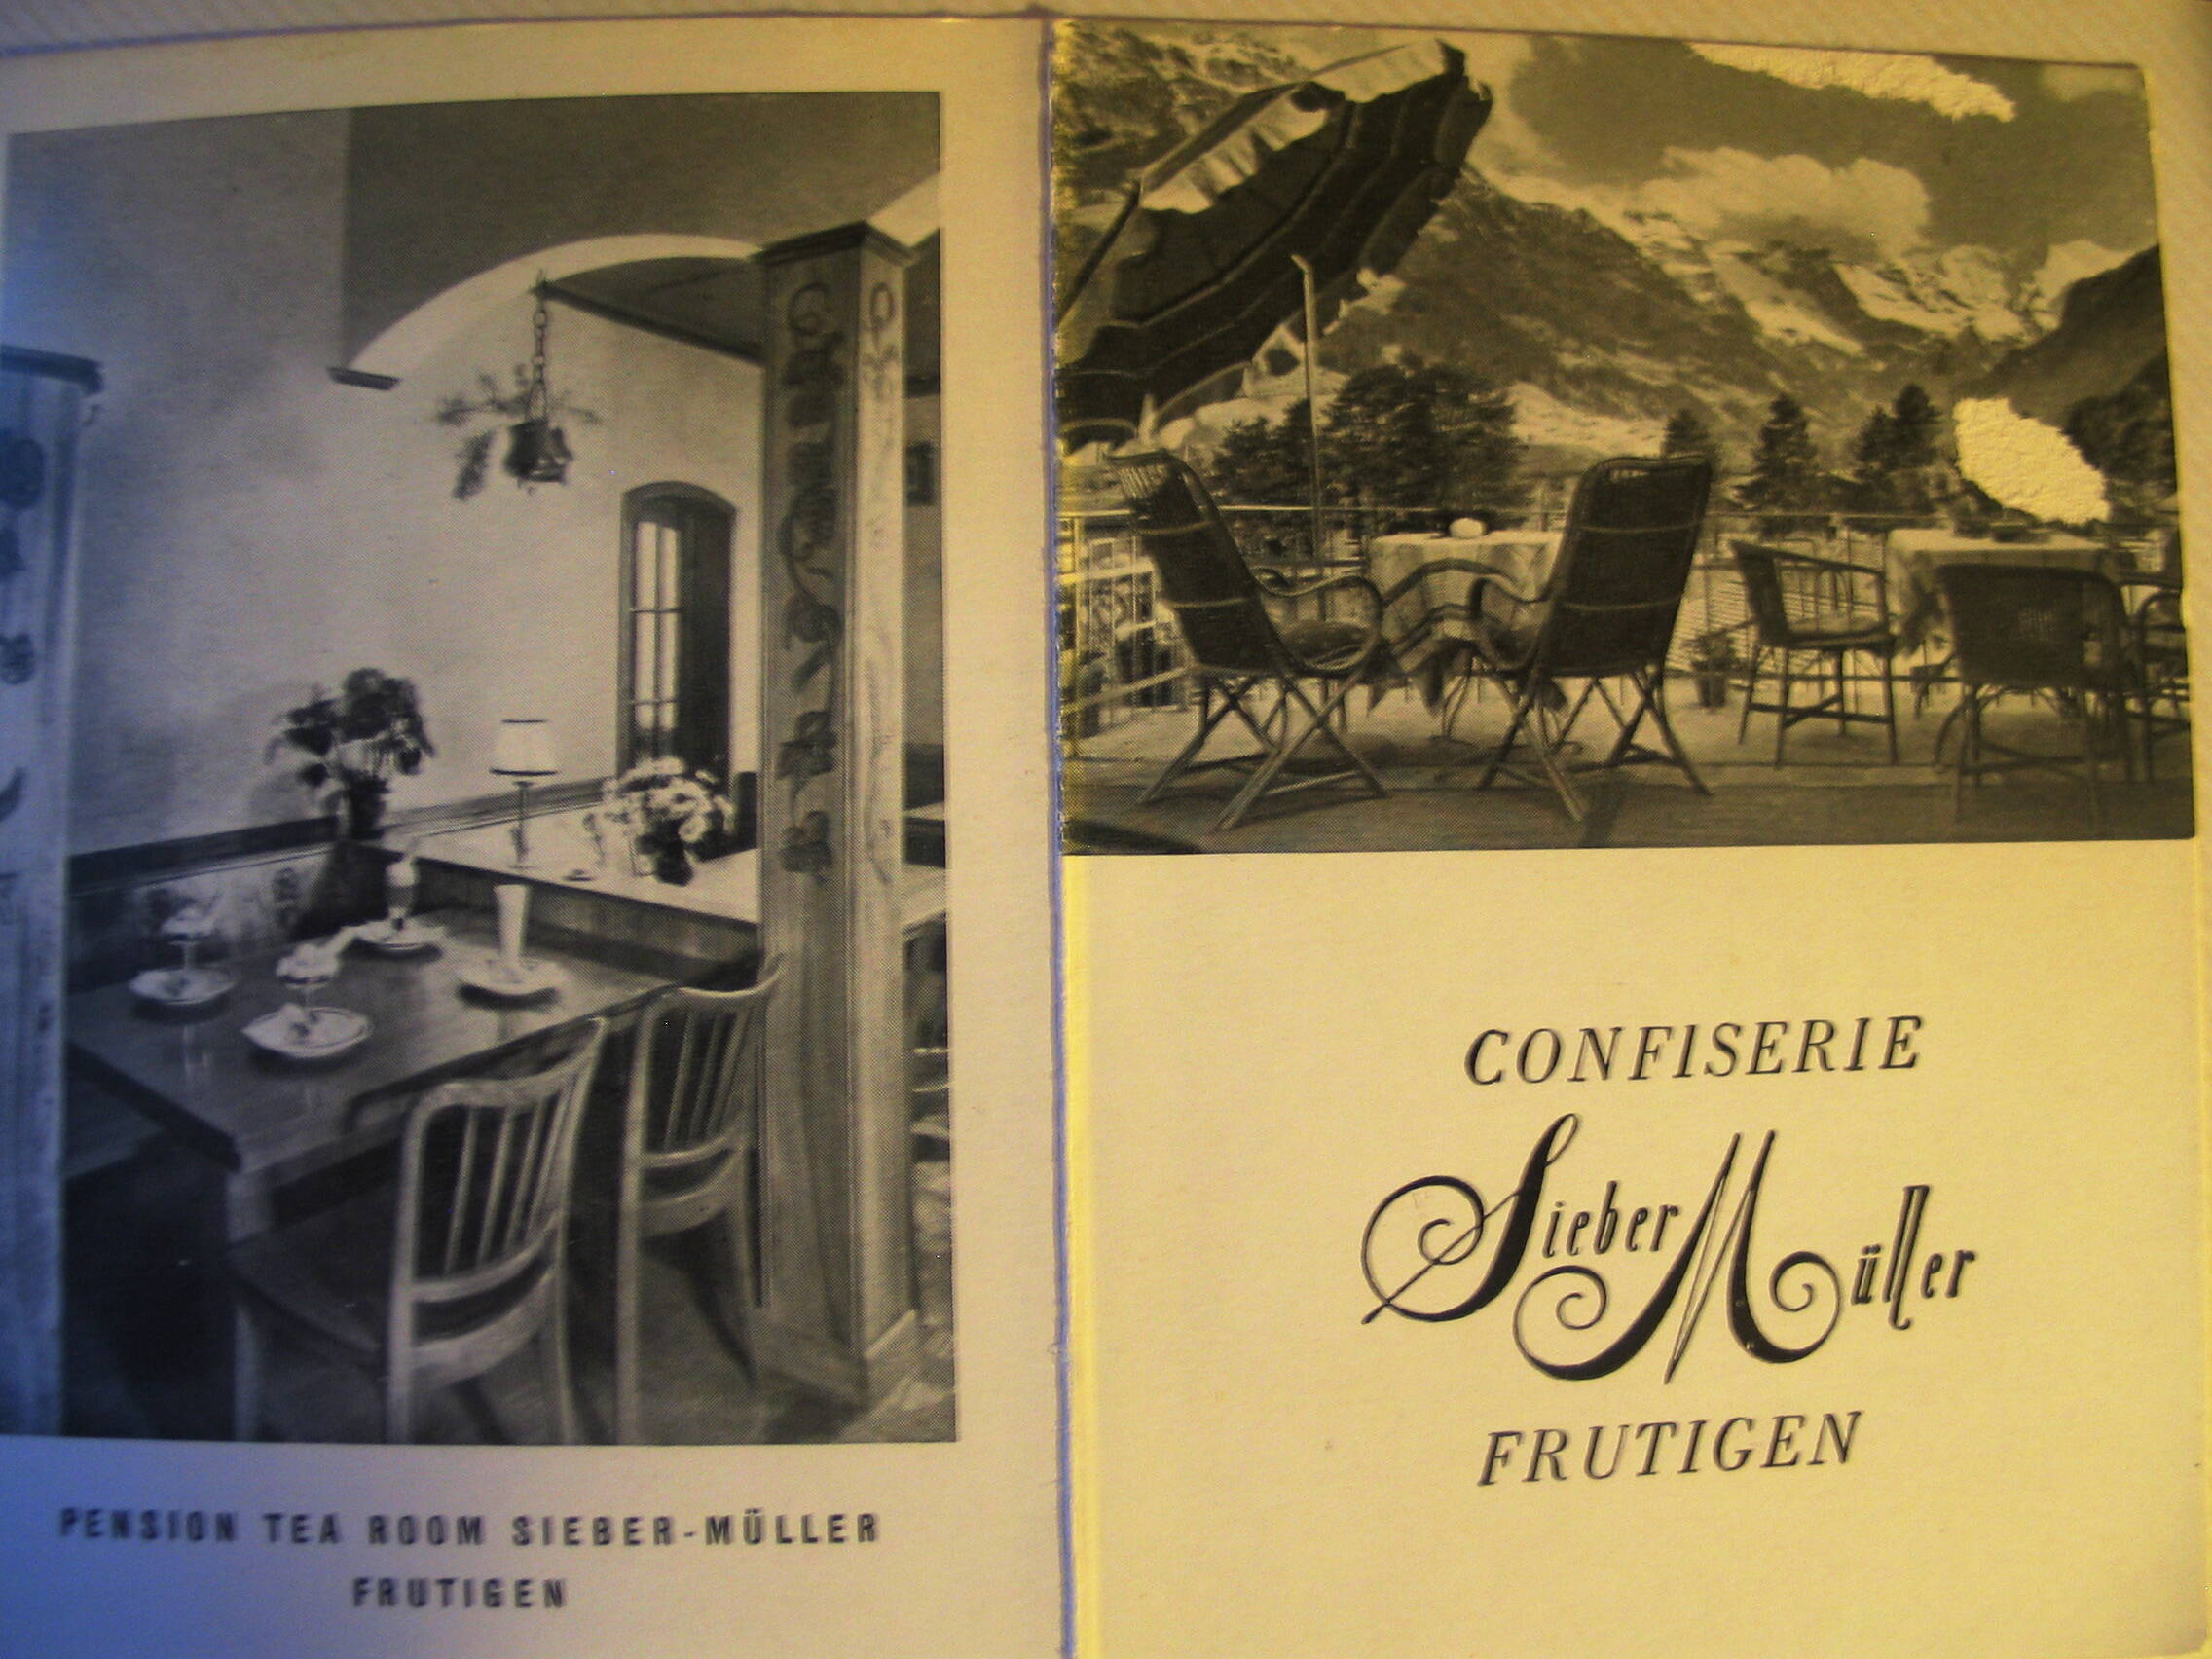 PENSION TEA ROOM SIEBER-MÜLLER
FRUTIGEN
CONFISERIE
Sieber Müller
FRUTIGEN